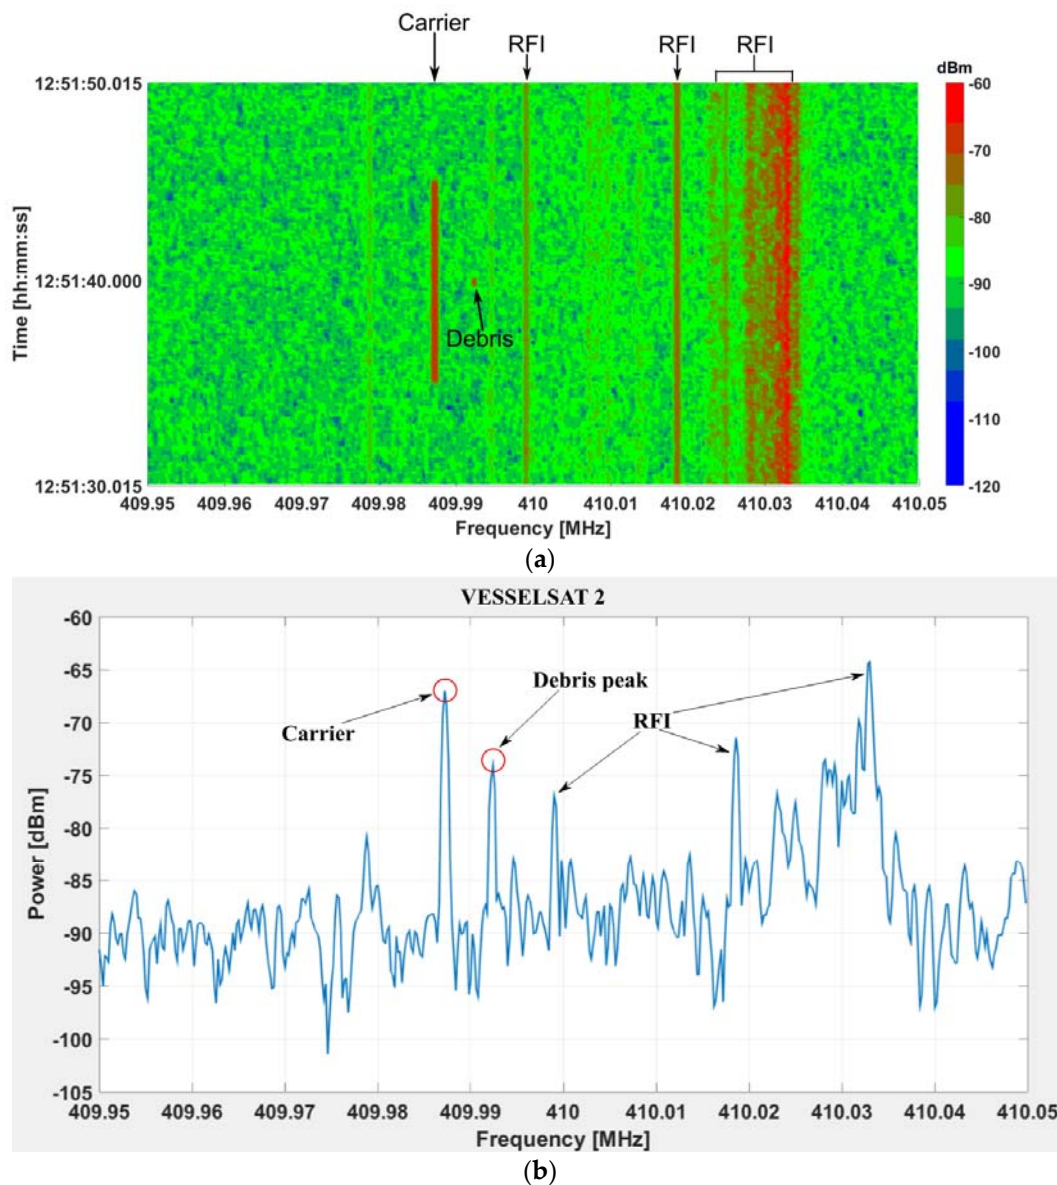 Carrier
RFI RFI RFI
dBm
12:51:50.015
12:51:40.000
12:51:30.015
Time [hh:mm:ss]
Debris
-60
-70
-80
-90
-100
-110
-120
409.95 409.96 409.97 409.98 409.99 410 410.01 410.02 410.03 410.04 410.05
Frequency [MHz]
(a)
VESSELSAT 2
-60
-65
-70
-75
-80
-85
-90
-95
-100
-105
Power [dBm]
Carrier
Debris peak
RFI
409.95 409.96 409.97 409.98 409.99 410 410.01 410.02 410.03 410.04 410.05
Frequency [MHz]
(b)